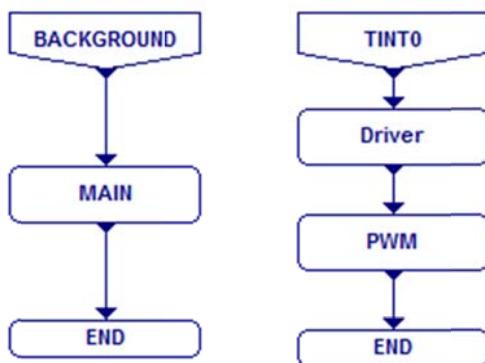 BACKGROUND
MAIN
END
TINT0
Driver
PWM
END